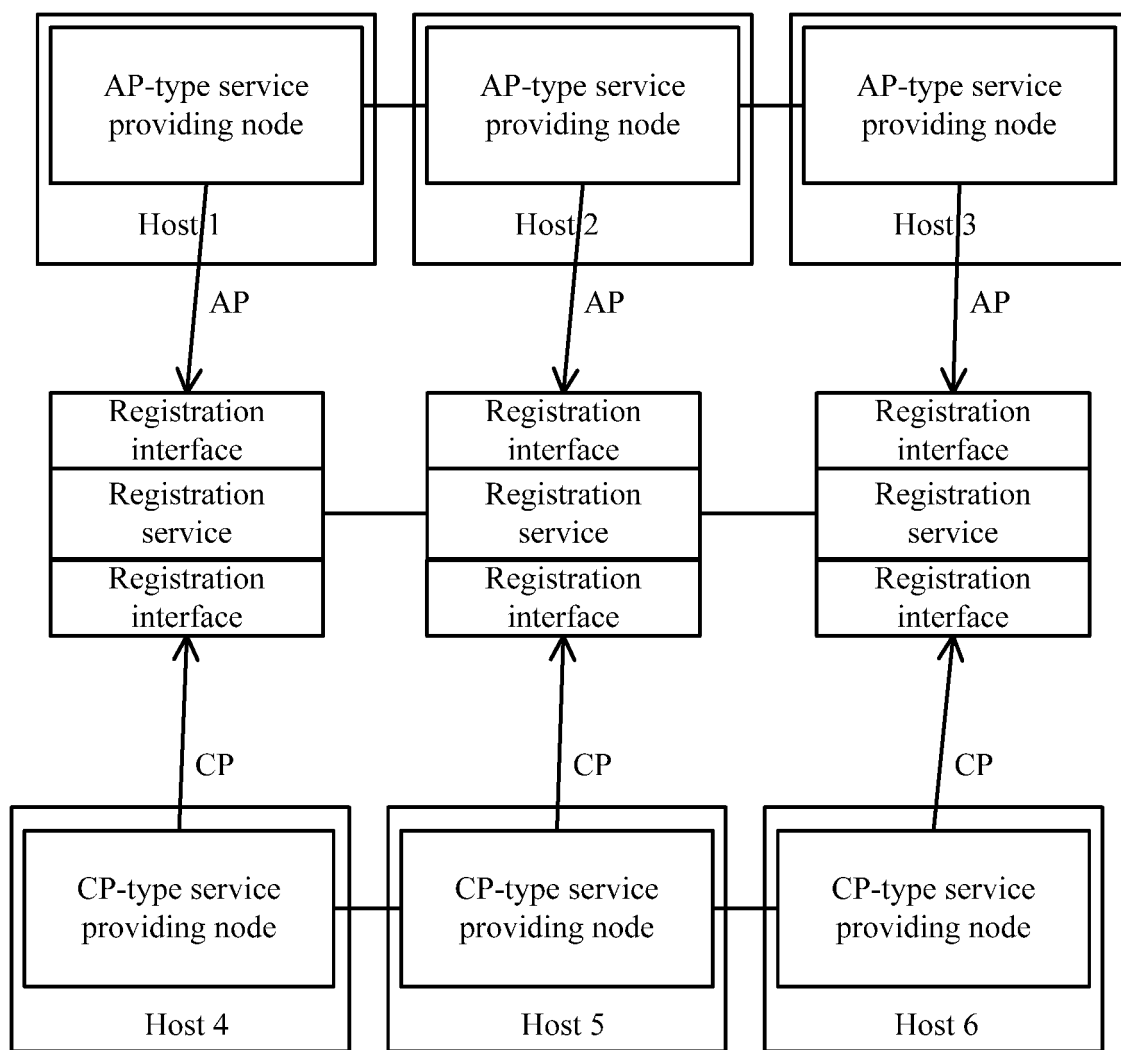 AP-type service
providing node
AP-type service
providing node
AP-type service
providing node
Host 1
Host 2
Host 3
AP
AP
AP
Registration
interface
Registration
interface
Registration
interface
Registration
service
Registration
service
Registration
service
Registration
interface
Registration
interface
Registration
interface
CP
CP
CP
CP-type service
providing node
CP-type service
providing node
CP-type service
providing node
Host 4
Host 5
Host 6